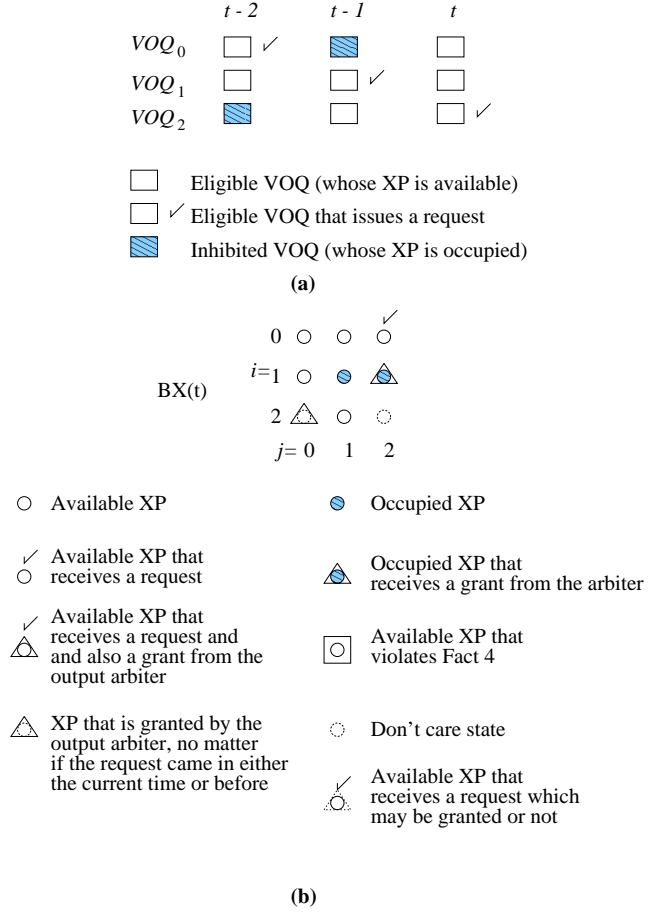 t - 2 t - 1 t
VOQ0
VOQ1
VOQ2
Eligible VOQ (whose XP is available)
Eligible VOQ that issues a request
Inhibited VOQ (whose XP is occupied)
(a)
0
BX(t) i=1
2
j= 0 1 2
Available XP
Occupied XP
Available XP that
receives a request
Occupied XP that
receives a grant from the arbiter
Available XP that
receives a request and
and also a grant from the
output arbiter
Available XP that
violates Fact 4
XP that is granted by the
output arbiter, no matter
if the request came in either
the current time or before
Don't care state
Available XP that
receives a request which
may be granted or not
(b)